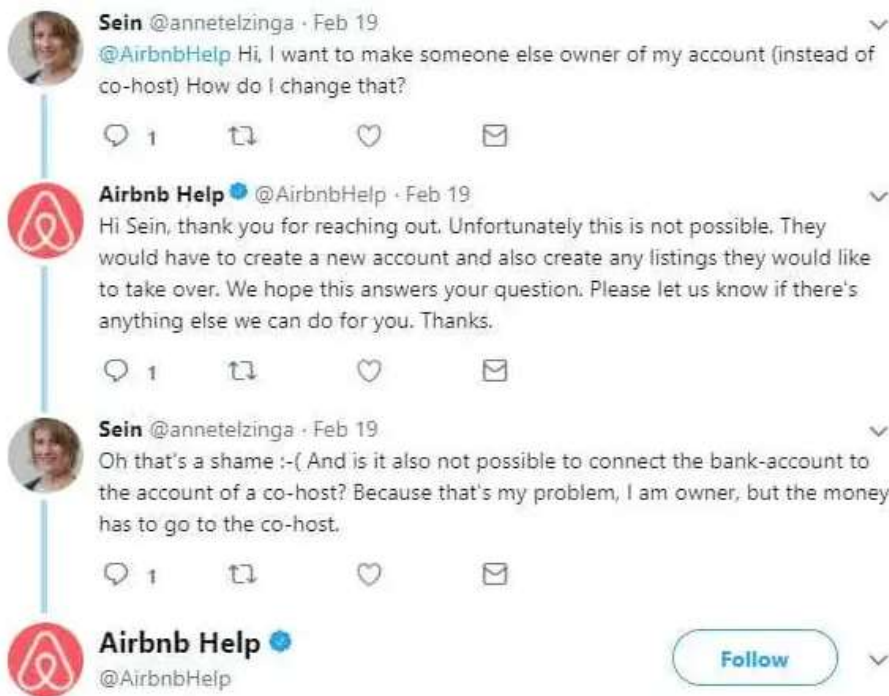 Sein @annetelzinga · Feb 19
@AirbnbHelp Hi, I want to make someone else owner of my account (instead of
co-host) How do I change that?
1
Airbnb Help @AirbnbHelp · Feb 19
Hi Sein, thank you for reaching out. Unfortunately this is not possible. They
would have to create a new account and also create any listings they would like
to take over. We hope this answers your question. Please let us know if there's
anything else we can do for you. Thanks.
1
Sein @annetelzinga · Feb 19
Oh that's a shame :-( And is it also not possible to connect the bank-account to
the account of a co-host? Because that's my problem, I am owner, but the money
has to go to the co-host.
1
Airbnb Help
Follow
@AirbnbHelp